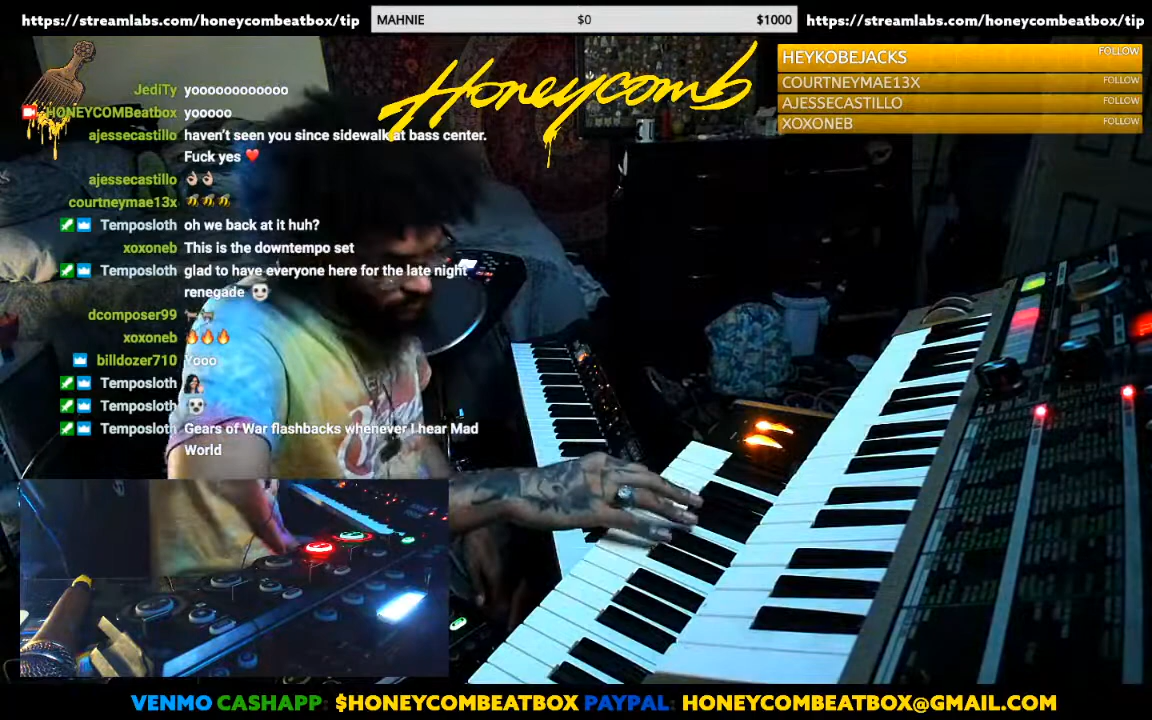 https://streamlabs.com/honeycombeatbox/tip
MAHNIE $0 $1000
https://streamlabs.com/honeycombeatbox/tip
Honeycomb
HEYKOBEJACKS FOLLOW
COURTNEYMAE13X FOLLOW
AJESSECASTILLO FOLLOW
XOXONEB FOLLOW
JediTy yooooooooooooo
HONEYCOMBeatbox yooooo
ajessecastillo haven't seen you since sidewalk at bass center.
Fuck yes ❤️
ajessecastillo 👌🏼👌🏼
courtneymae13x 🐝🐝🐝
Temposloth oh we back at it huh?
xoxoneb This is the downtempo set
Temposloth glad to have everyone here for the late night
renegade
dcomposer99
xoxoneb 🔥🔥🔥
billdozer710 Yooo
Temposloth
Temposloth
Temposloth Gears of War flashbacks whenever I hear Mad
World
VENMO CASHAPP: $HONEYCOMBEATBOX PAYPAL: HONEYCOMBEATBOX@GMAIL.COM